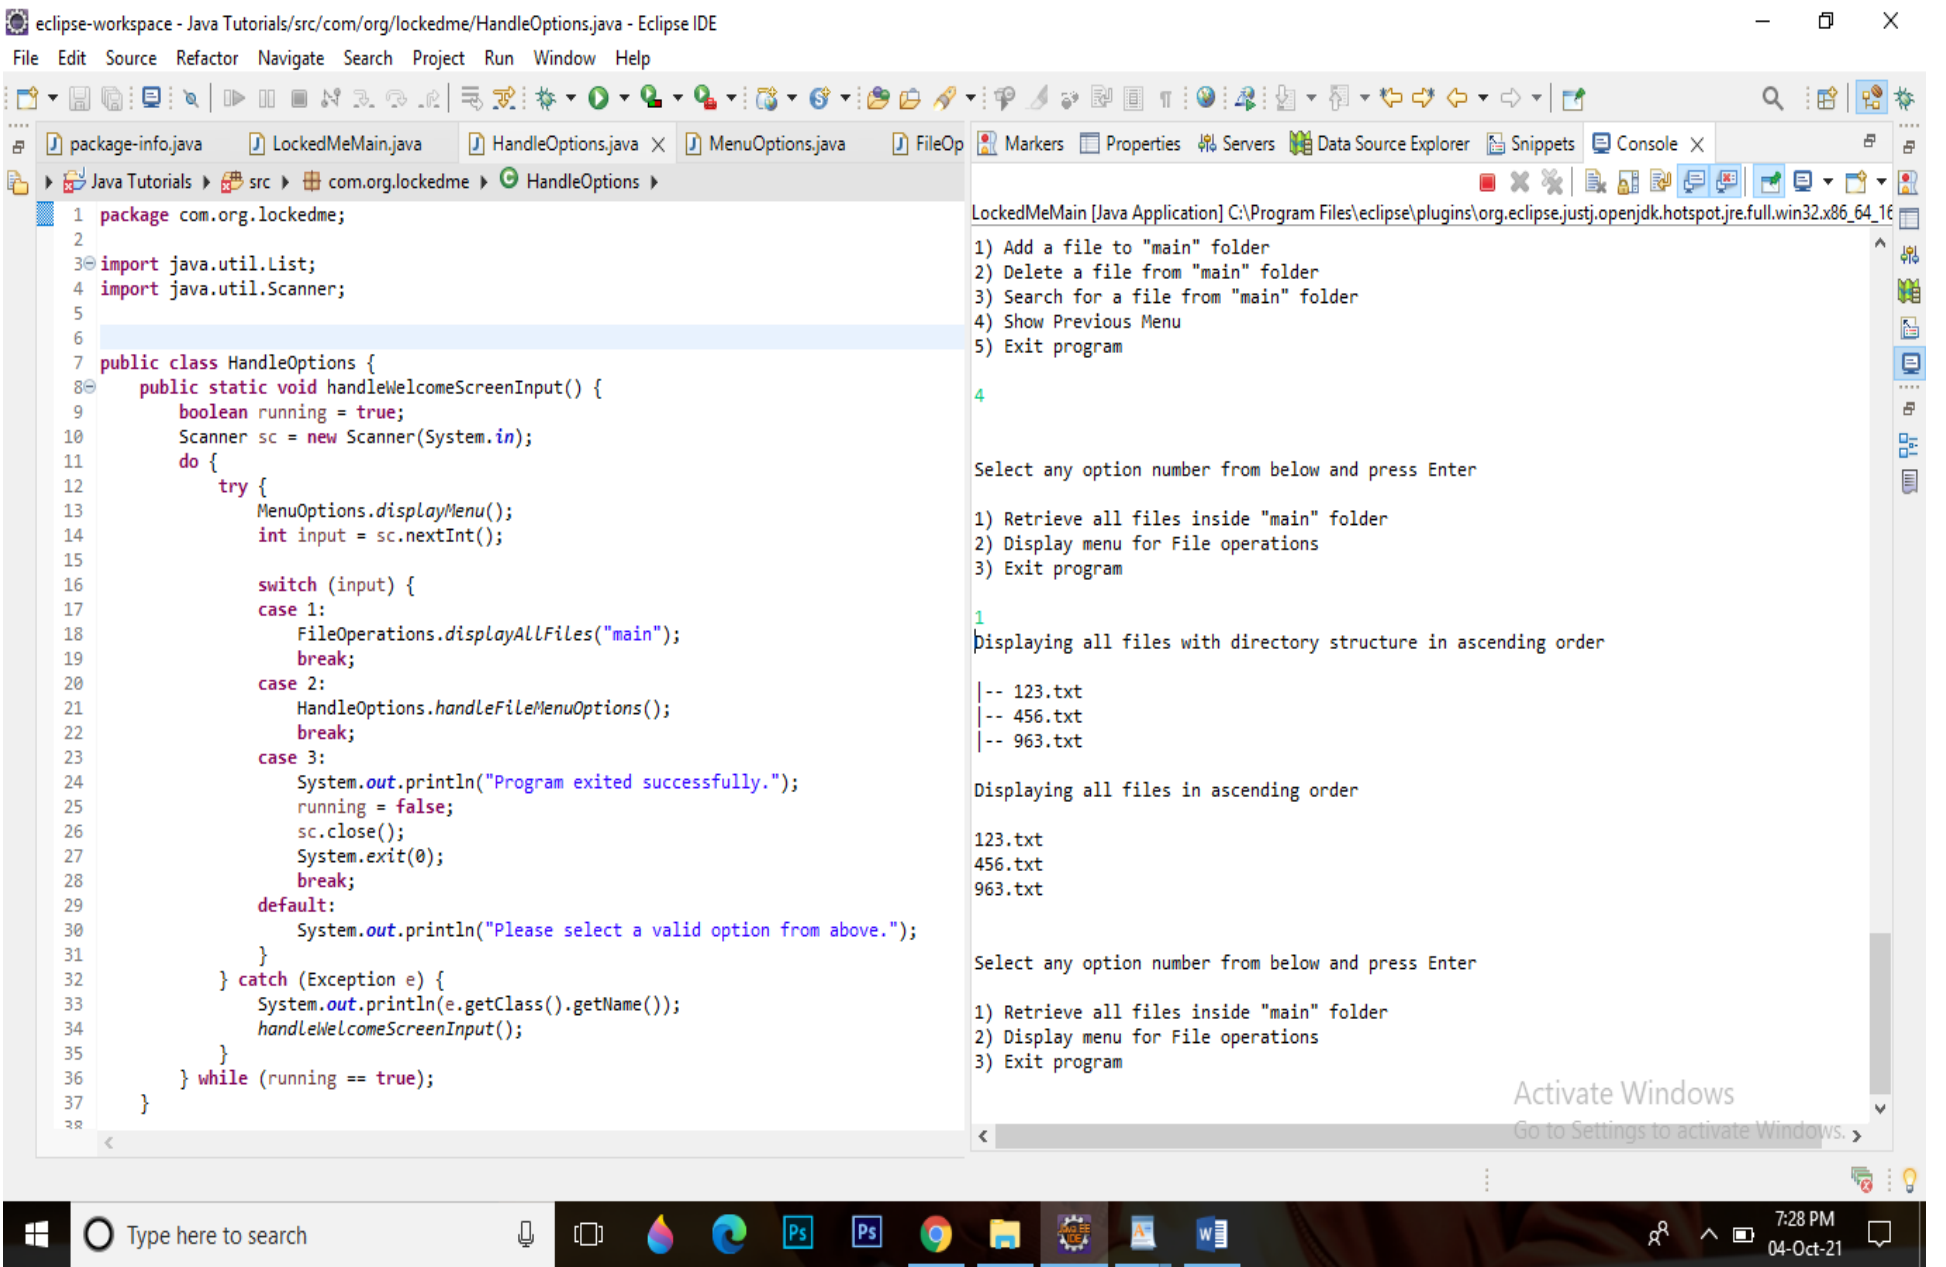 eclipse-workspace - Java Tutorials/src/com/org/lockedme/HandleOptions.java - Eclipse IDE
File Edit Source Refactor Navigate Search Project Run Window Help
package-info.java LockedMeMain.java HandleOptions.java MenuOptions.java FileOp
Java Tutorials src com.org.lockedme HandleOptions
1 package com.org.lockedme;
2
3 import java.util.List;
4 import java.util.Scanner;
5
6
7 public class HandleOptions {
8 public static void handleWelcomeScreenInput() {
9 boolean running = true;
10 Scanner sc = new Scanner(System.in);
11 do {
12 try {
13 MenuOptions.displayMenu();
14 int input = sc.nextInt();
15
16 switch (input) {
17 case 1:
18 FileOperations.displayAllFiles("main");
19 break;
20 case 2:
21 HandleOptions.handleFileMenuOptions();
22 break;
23 case 3:
24 System.out.println("Program exited successfully.");
25 running = false;
26 sc.close();
27 System.exit(0);
28 break;
29 default:
30 System.out.println("Please select a valid option from above.");
31 }
32 } catch (Exception e) {
33 System.out.println(e.getClass().getName());
34 handleWelcomeScreenInput();
35 }
36 } while (running == true);
37 }
38
Markers Properties Servers Data Source Explorer Snippets Console
LockedMeMain [Java Application] C:\Program Files\eclipse\plugins\org.eclipse.justj.openjdk.hotspot.jre.full.win32.x86_64_16
1) Add a file to "main" folder
2) Delete a file from "main" folder
3) Search for a file from "main" folder
4) Show Previous Menu
5) Exit program
4
Select any option number from below and press Enter
1) Retrieve all files inside "main" folder
2) Display menu for File operations
3) Exit program
1
Displaying all files with directory structure in ascending order
|-- 123.txt
|-- 456.txt
|-- 963.txt
Displaying all files in ascending order
123.txt
456.txt
963.txt
Select any option number from below and press Enter
1) Retrieve all files inside "main" folder
2) Display menu for File operations
3) Exit program
Activate Windows
Go to Settings to activate Windows.
Type here to search
Ps
Ps
7:28 PM
04-Oct-21